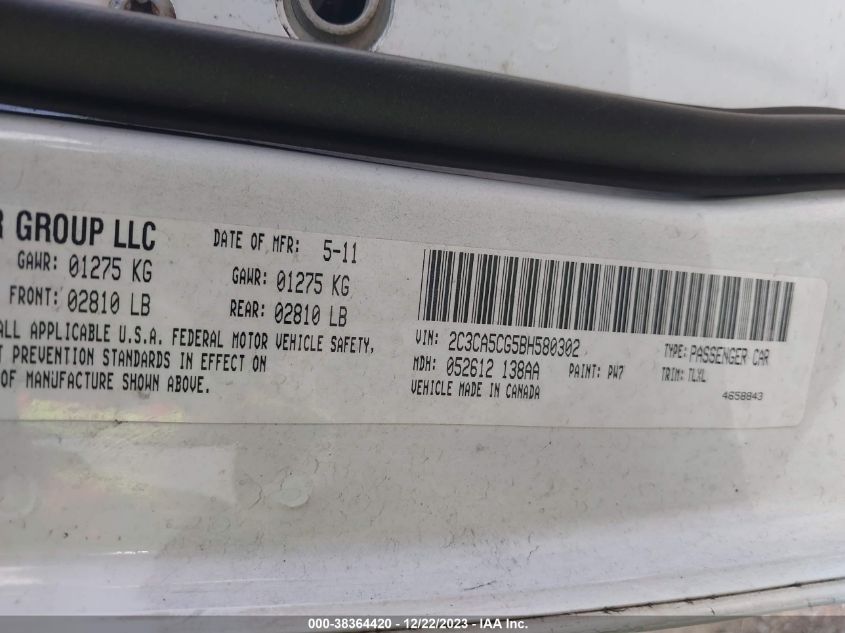 R GROUP LLC
DATE OF MFR: 5-11
GAWR: 01275 KG
GAWR: 01275 KG
FRONT: 02810 LB
REAR: 02810 LB
ALL APPLICABLE U.S.A. FEDERAL MOTOR VEHICLE SAFETY,
T PREVENTION STANDARDS IN EFFECT ON
OF MANUFACTURE SHOWN ABOVE.
VIN: 2C3CA5CG5BH580302
TYPE: PASSENGER CAR
MDH: 052612 138AA
PAINT: PW7
TRIM: TLXL
VEHICLE MADE IN CANADA
4658843
000-38364420 - 12/22/2023 - IAA Inc.